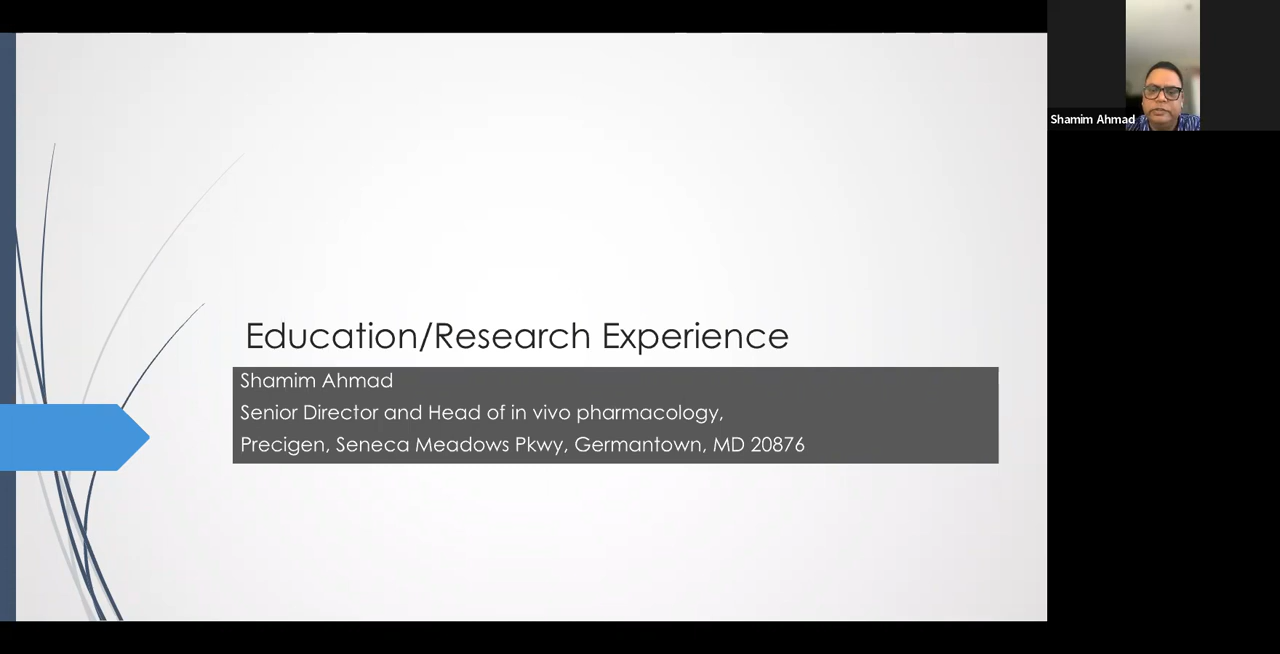 Education/Research Experience
Shamim Ahmad
Senior Director and Head of in vivo pharmacology,
Precigen, Seneca Meadows Pkwy, Germantown, MD 20876
Shamim Ahmad